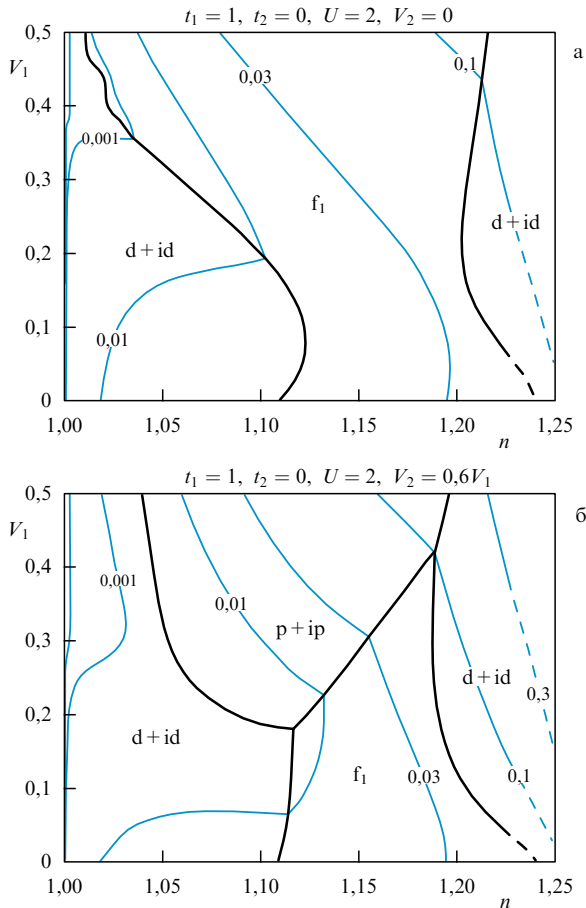 t₁ = 1, t₂ = 0, U = 2, V₂ = 0
а
0,5
V₁
0,4
0,3
0,2
0,1
0
0,001
0,01
0,03
0,1
d + id
f₁
d + id
1,00 1,05 1,10 1,15 1,20 1,25
n
t₁ = 1, t₂ = 0, U = 2, V₂ = 0,6V₁
б
0,5
V₁
0,4
0,3
0,2
0,1
0
0,001
0,01
p + ip
d + id
0,3
d + id
f₁
0,03
0,1
1,00 1,05 1,10 1,15 1,20 1,25
n